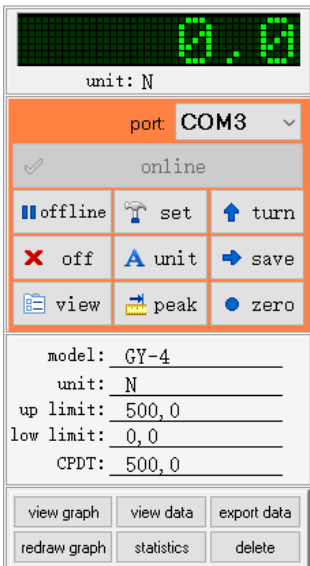 0.0
unit: N
port: COM3
online
offline set turn
off A unit save
view peak zero
model: GY-4
unit: N
up limit: 500,0
low limit: 0,0
CPDT: 500,0
view graph view data export data
redraw graph statistics delete